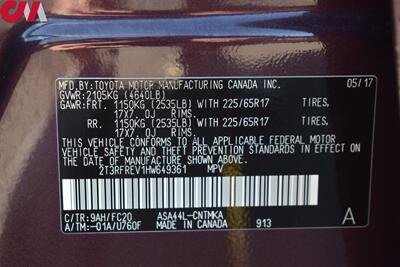 CMA
MFD.BY: TOYOTA MOTOR MANUFACTURING CANADA INC. 05/17
GVWR: 2105KG (4640LB)
GAWR: FRT. 1150KG (2535LB) WITH 225/65R17 TIRES.
17X7.0J RIMS.
RR. 1150KG (2535LB) WITH 225/65R17 TIRES.
17X7.0J RIMS.
THIS VEHICLE CONFORMS TO ALL APPLICABLE FEDERAL MOTOR
VEHICLE SAFETY AND THEFT PREVENTION STANDARDS IN EFFECT
ON THE DATE OF MANUFACTURE SHOWN ABOVE.
2T3RFREV1HW649361 MPV
C/TR: 9AH/FC20 ASA44L-CNTMKA A
A/TM: -01A/U760F MADE IN CANADA 913